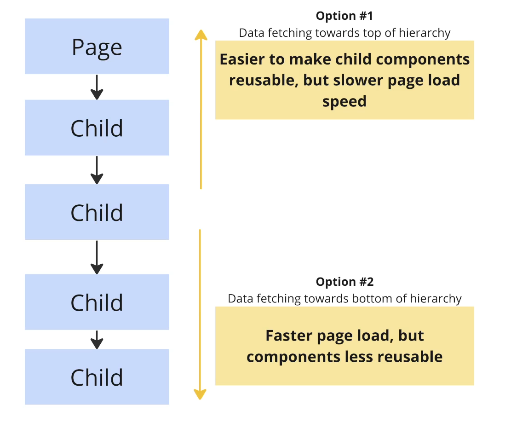 Page
Child
Child
Child
Child
Option #1
Data fetching towards top of hierarchy
Easier to make child components
reusable, but slower page load
speed
Option #2
Data fetching towards bottom of hierarchy
Faster page load, but
components less reusable